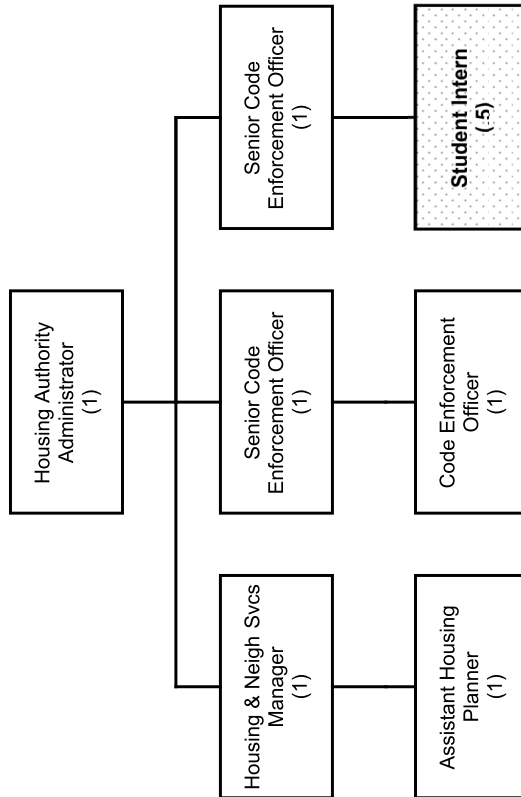 Housing Authority
Administrator
(1)
Housing & Neigh Svcs
Manager
(1)
Senior Code
Enforcement Officer
(1)
Senior Code
Enforcement Officer
(1)
Assistant Housing
Planner
(1)
Code Enforcement
Officer
(1)
Student Intern
(.5)